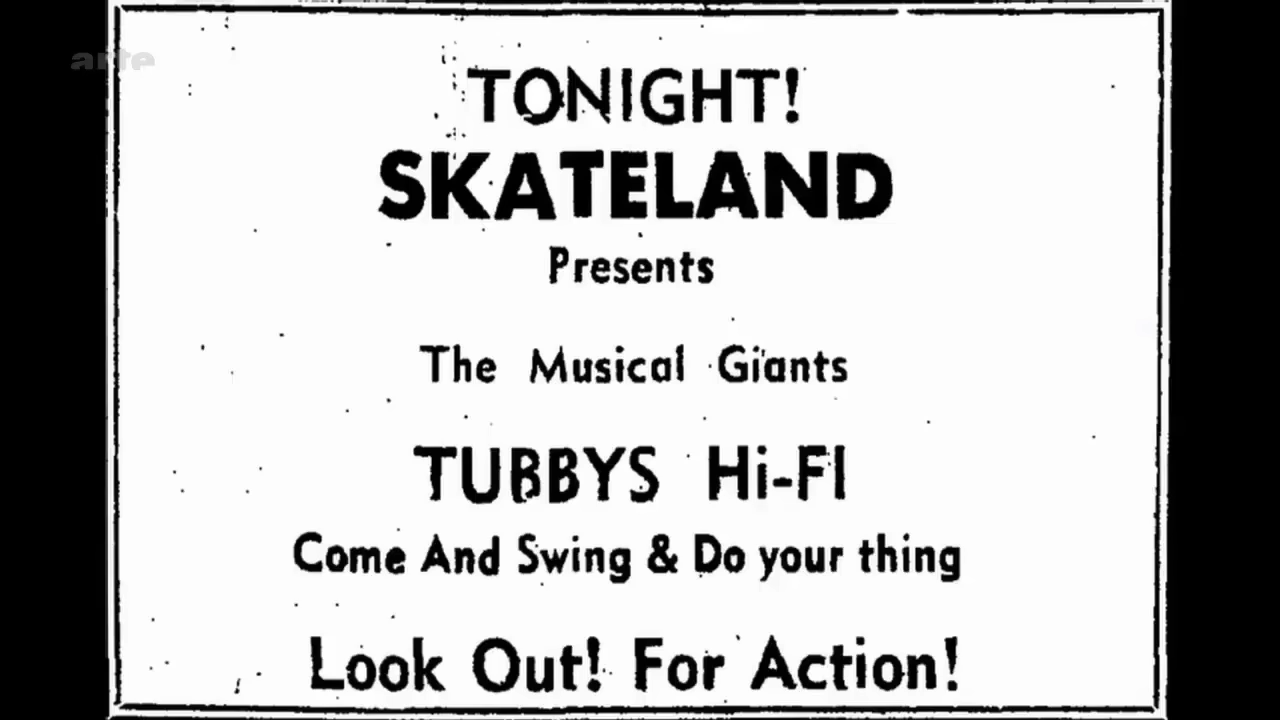 arte
TONIGHT!
SKATELAND
Presents
The Musical Giants
TUBBYS Hi-FI
Come And Swing & Do your thing
Look Out! For Action!